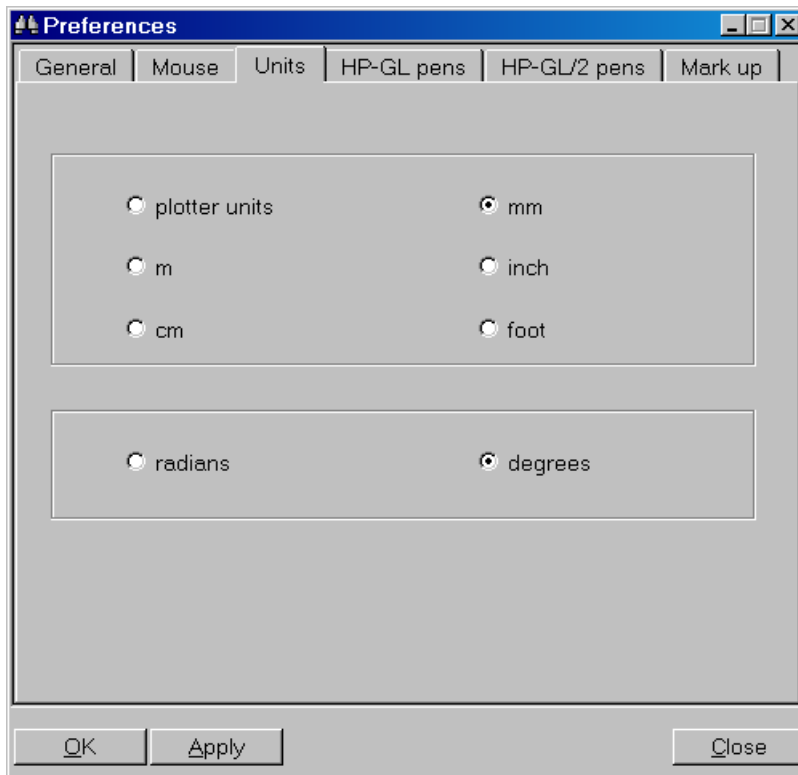 Preferences
General Mouse Units HP-GL pens HP-GL/2 pens Mark up
plotter units mm
m inch
cm foot
radians degrees
OK Apply Close